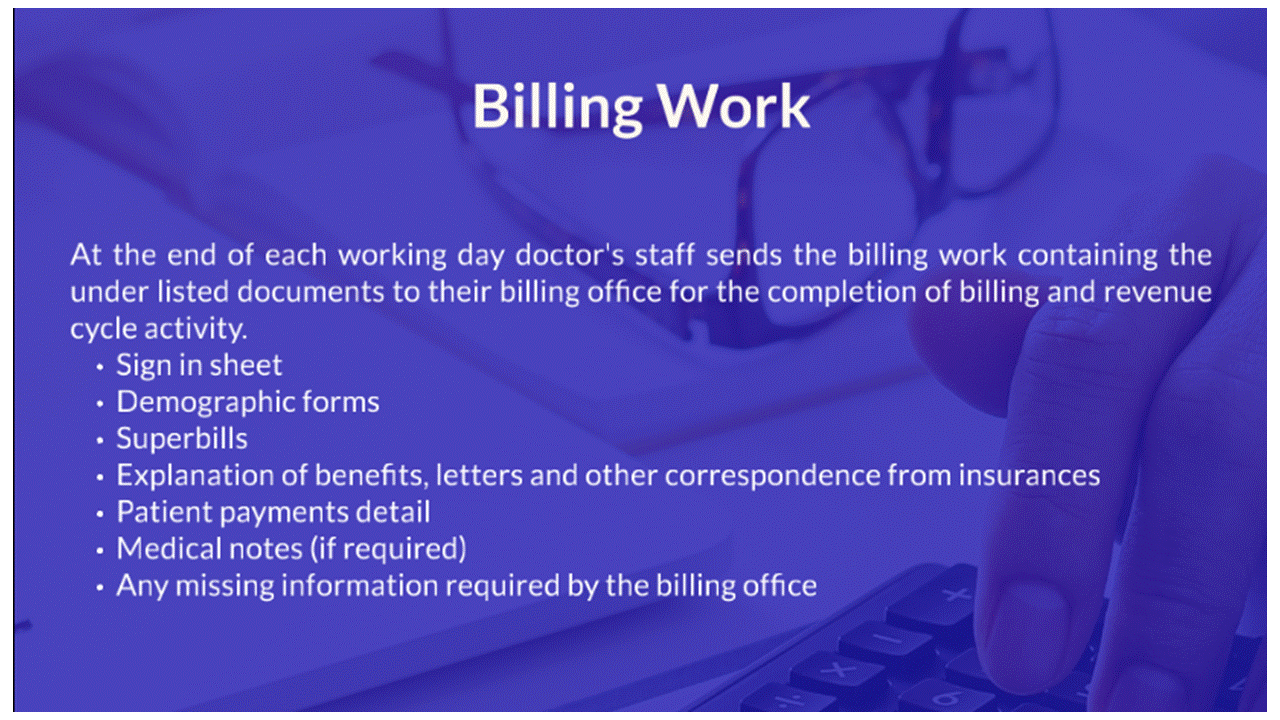 Billing Work
At the end of each working day doctor's staff sends the billing work containing the
under listed documents to their billing office for the completion of billing and revenue
cycle activity.
• Sign in sheet
• Demographic forms
• Superbills
• Explanation of benefits, letters and other correspondence from insurances
• Patient payments detail
• Medical notes (if required)
• Any missing information required by the billing office
+
−
×
÷ 6